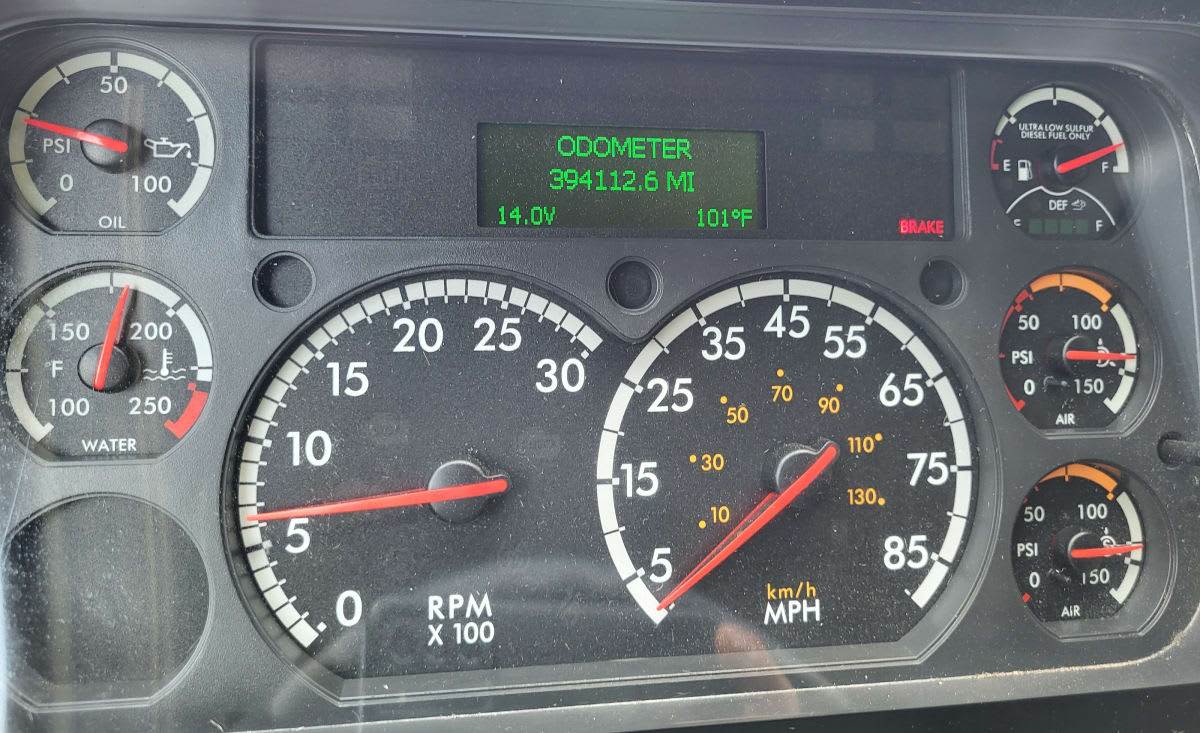 50
PSI
0 100
OIL
ODOMETER
394112.6 MI
14.0V 101°F
BRAKE
ULTRA LOW SULFUR
DIESEL FUEL ONLY
E F
DEF
F
150 200
F
100 250
WATER
0 5 10 15 20 25 30
RPM
X 100
5 15 25 35 45 55 65 75 85
10 30 50 70 90 110 130
km/h
MPH
50 100
PSI
0 150
AIR
50 100
PSI
0 150
AIR